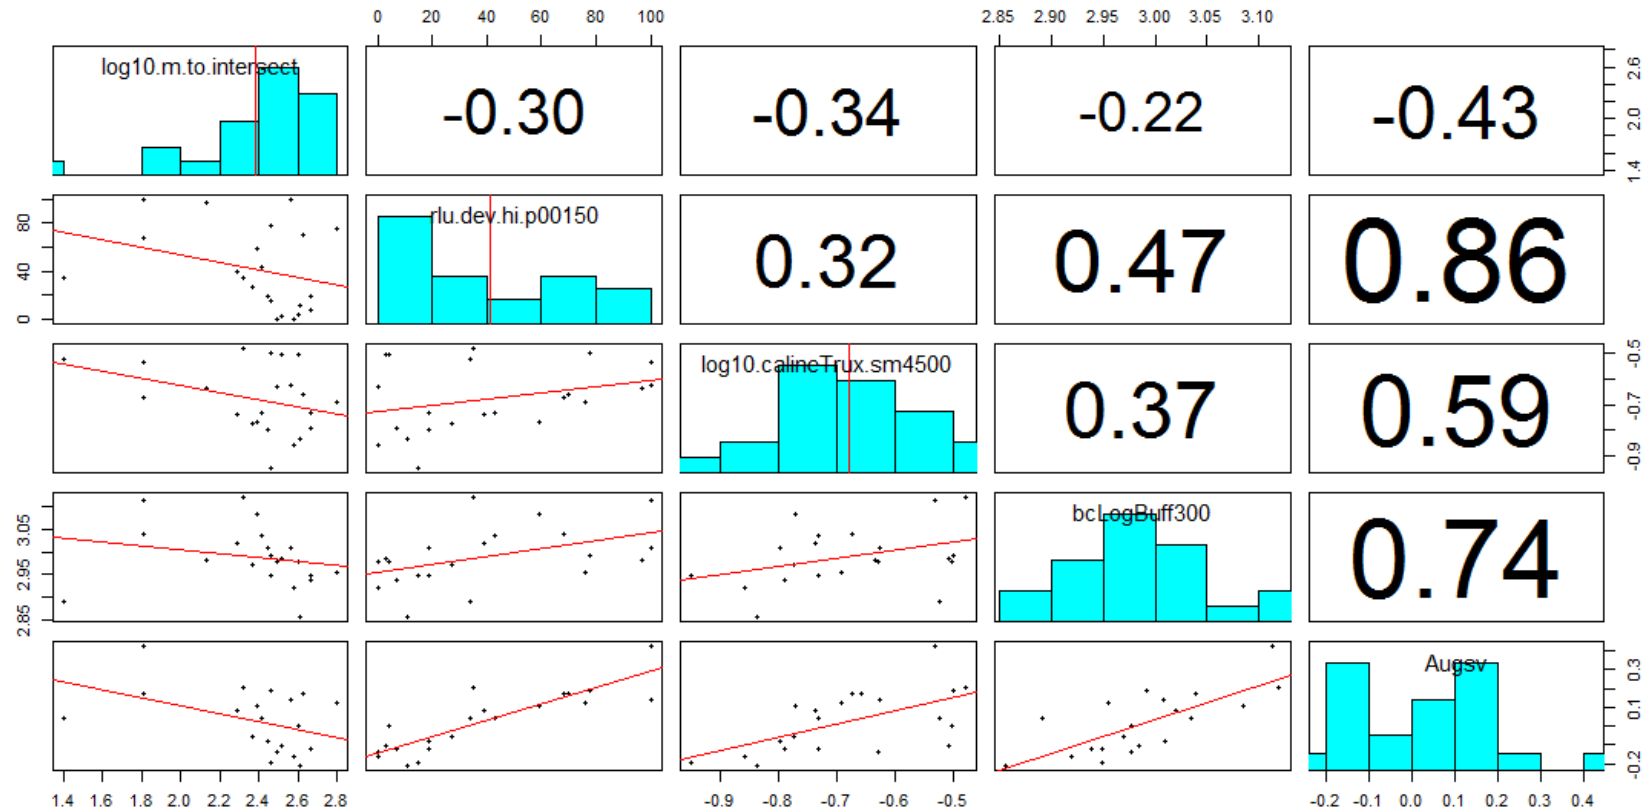 0 20 40 60 80 100 2.85 2.90 2.95 3.00 3.05 3.10
log10.m.to.intersect -0.30 -0.34 -0.22 -0.43 1.4 2.0 2.6
0 40 80 rlu.dev.hi.p00150 0.32 0.47 0.86
log10.calineTrux.sm4500 0.37 0.59 -0.9 -0.7 -0.5
2.85 2.95 3.05 bcLogBuff300 0.74
Augsv -0.2 0.1 0.3
1.4 1.6 1.8 2.0 2.2 2.4 2.6 2.8 -0.9 -0.8 -0.7 -0.6 -0.5 -0.2 -0.1 0.0 0.1 0.2 0.3 0.4